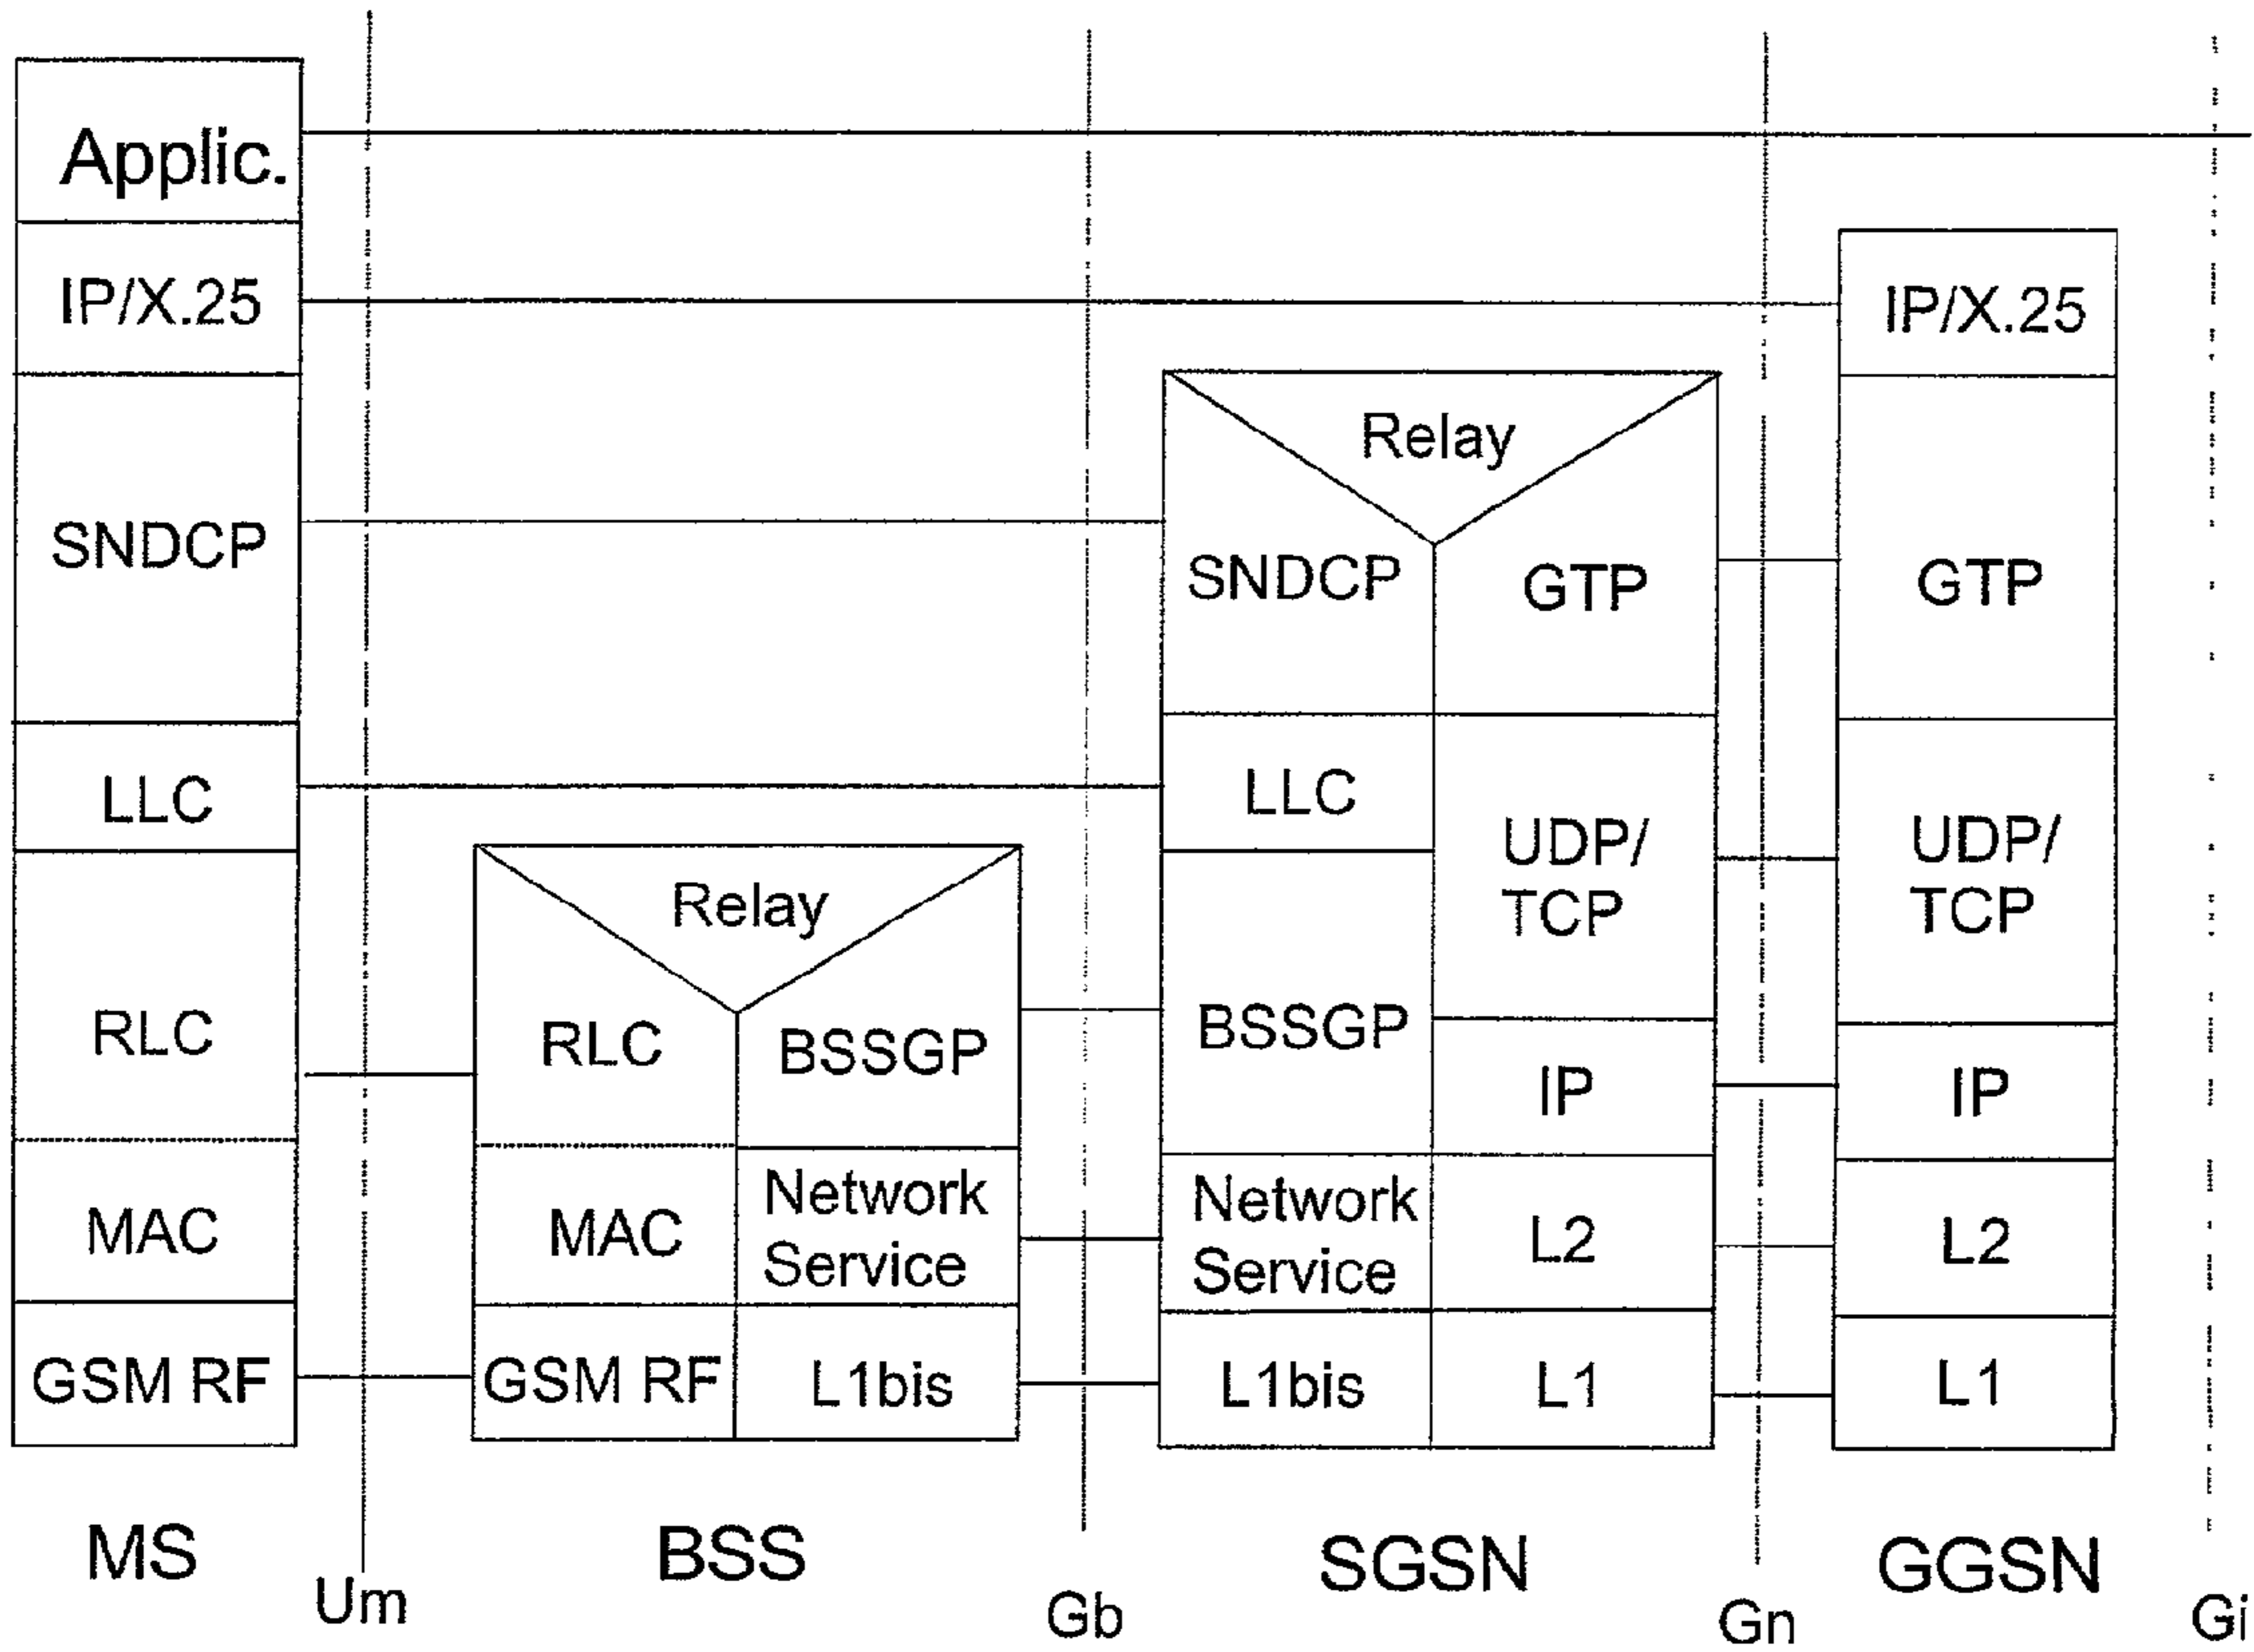 Applic.
IP/X.25
SNDCP
LLC
RLC
MAC
GSM RF
MS
Um
Relay
RLC
BSSGP
MAC
Network
Service
GSM RF
L1bis
BSS
Gb
Relay
SNDCP
GTP
LLC
UDP/
TCP
BSSGP
IP
Network
Service
L2
L1bis
L1
SGSN
Gn
IP/X.25
GTP
UDP/
TCP
IP
L2
L1
GGSN
Gi